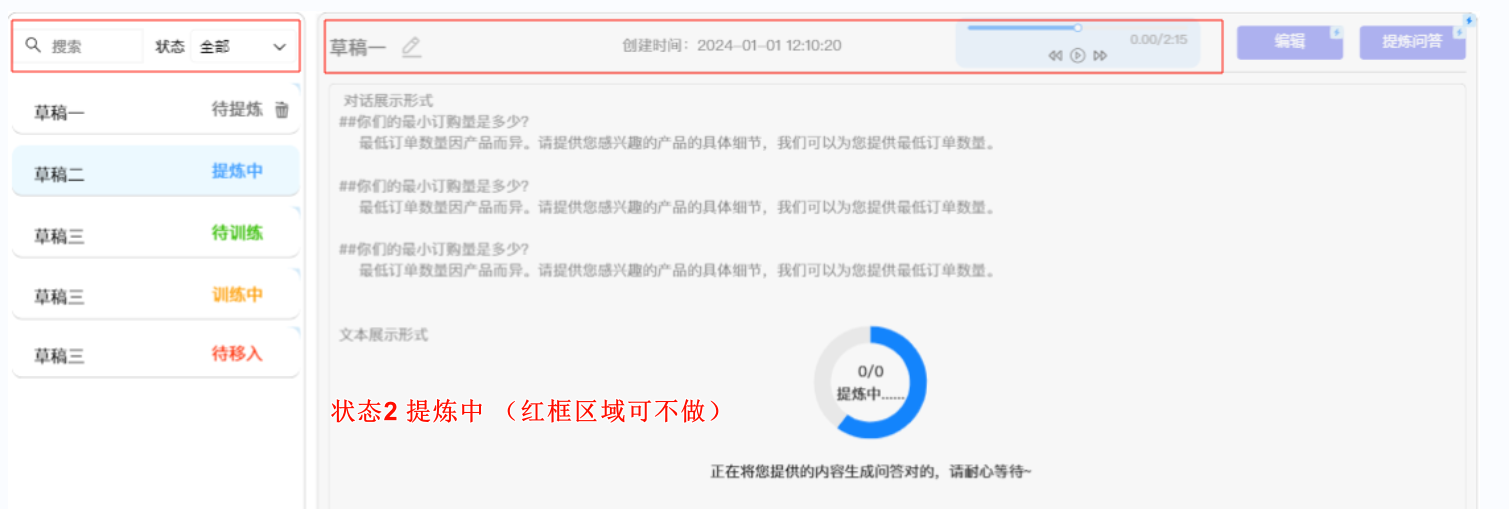 搜索 状态 全部
草稿一 待提炼
草稿二 提炼中
草稿三 待训练
草稿三 训练中
草稿三 待移入
草稿一 创建时间：2024-01-01 12:10:20 0.00/2:15 编辑 提炼问答
对话展示形式
##你们的最小订购量是多少?
最低订单数量因产品而异。请提供您感兴趣的产品的具体细节，我们可以为您提供最低订单数量。
##你们的最小订购量是多少?
最低订单数量因产品而异。请提供您感兴趣的产品的具体细节，我们可以为您提供最低订单数量。
##你们的最小订购量是多少?
最低订单数量因产品而异。请提供您感兴趣的产品的具体细节，我们可以为您提供最低订单数量。
文本展示形式
0/0
提炼中......
状态2 提炼中 （红框区域可不做）
正在将您提供的内容生成问答对的，请耐心等待~